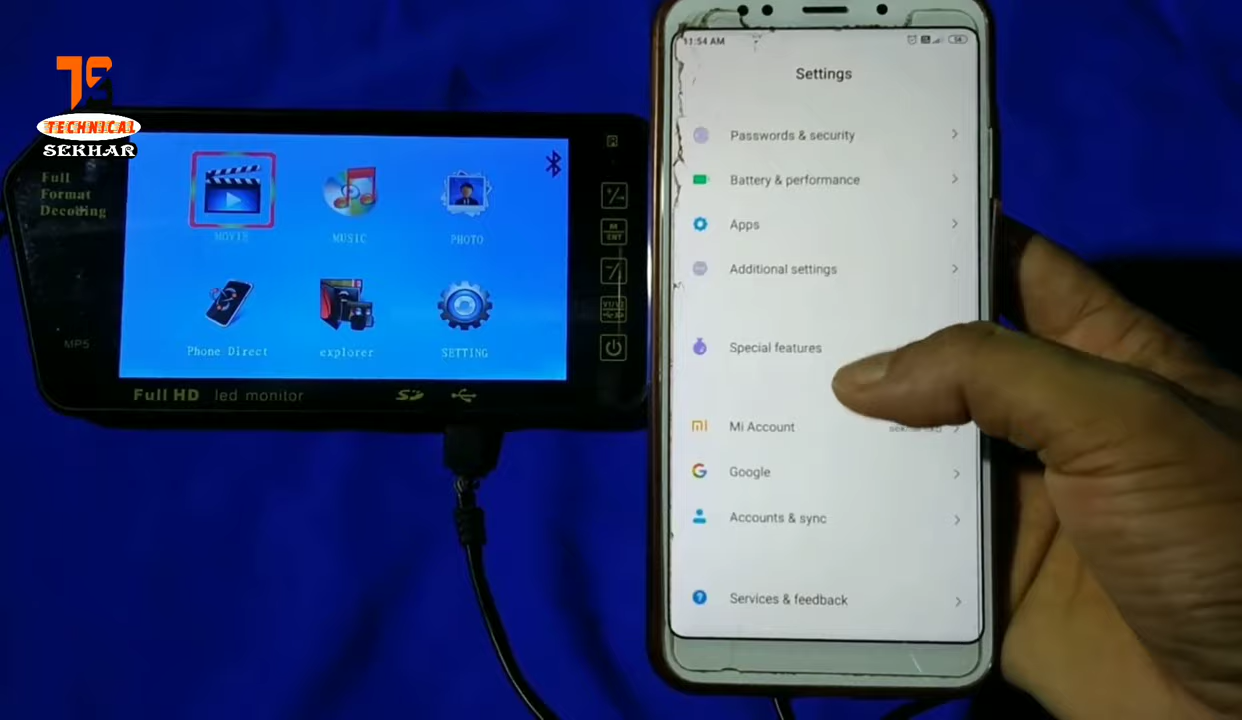 TS
TECHNICAL
SEKHAR
Full
Format
Decoding
MOVIE
MUSIC
PHOTO
Phone Direct
explorer
SETTING
MP5
Full HD led monitor
11:54 AM
Settings
Passwords & security
Battery & performance
Apps
Additional settings
Special features
Mi Account
Google
Accounts & sync
Services & feedback